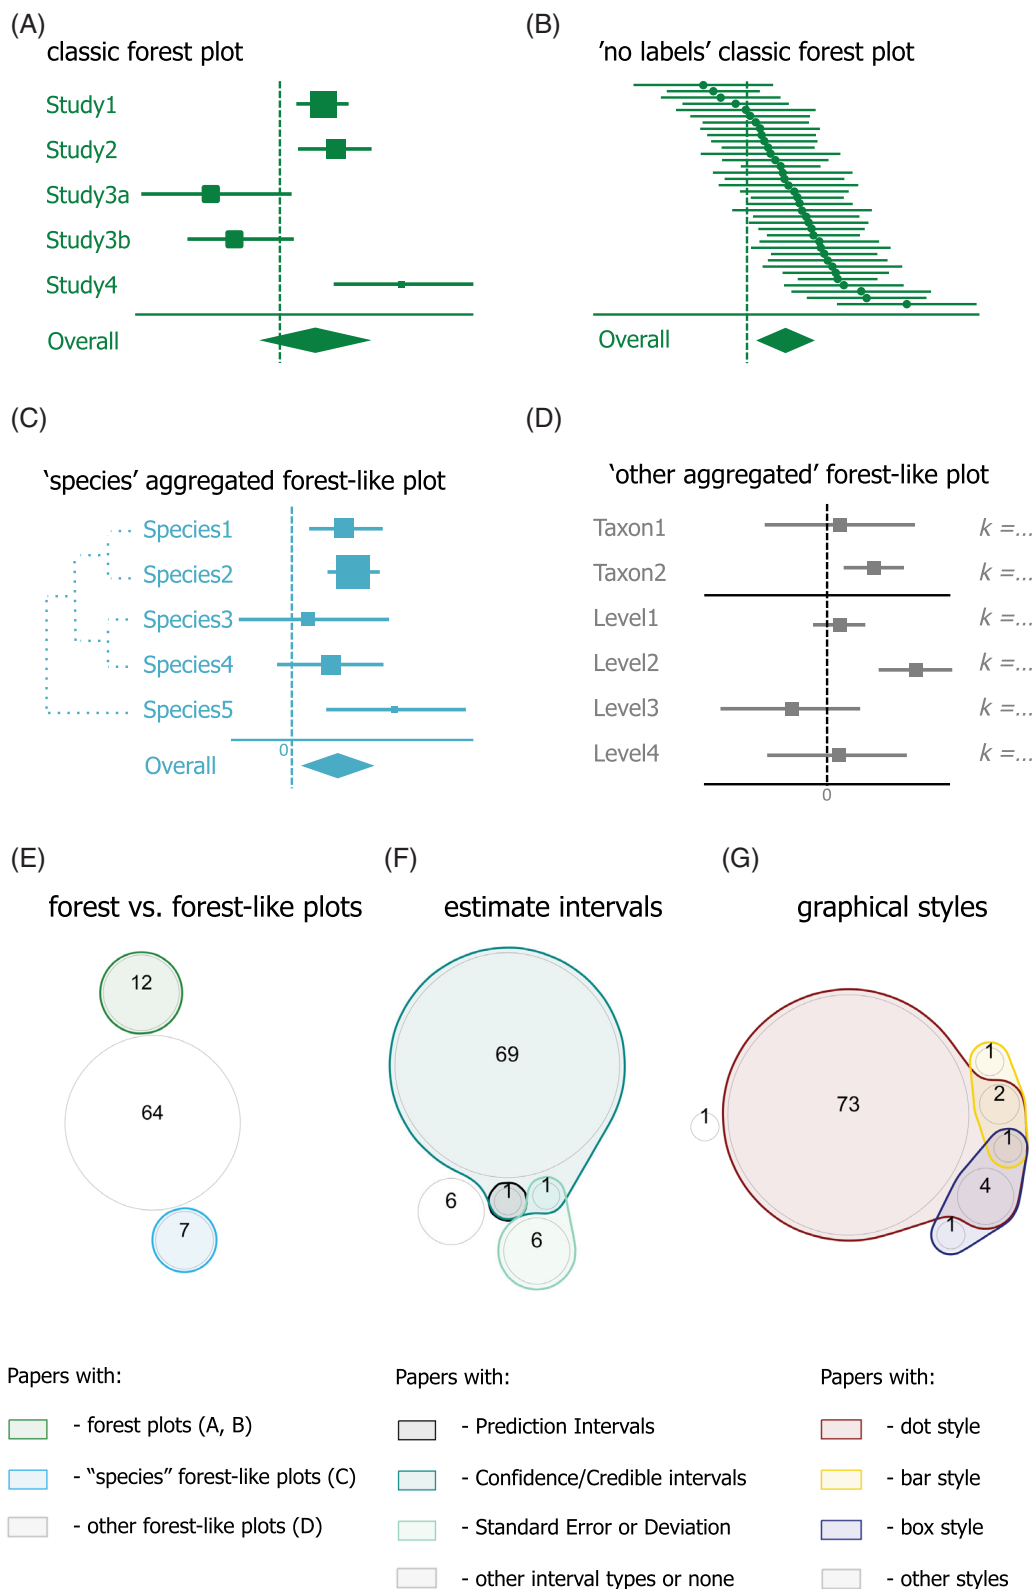 (A)
classic forest plot
Study1
Study2
Study3a
Study3b
Study4
Overall
(B)
'no labels' classic forest plot
Overall
(C)
‘species’ aggregated forest-like plot
Species1
Species2
Species3
Species4
Species5
0
Overall
(D)
‘other aggregated’ forest-like plot
Taxon1 k =...
Taxon2 k =...
Level1 k =...
Level2 k =...
Level3 k =...
Level4 k =...
0
(E)
forest vs. forest-like plots
12
64
7
(F)
estimate intervals
69
6
1
1
6
(G)
graphical styles
1
73
1
2
1
4
1
Papers with:
- forest plots (A, B)
- “species” forest-like plots (C)
- other forest-like plots (D)
Papers with:
- Prediction Intervals
- Confidence/Credible intervals
- Standard Error or Deviation
- other interval types or none
Papers with:
- dot style
- bar style
- box style
- other styles